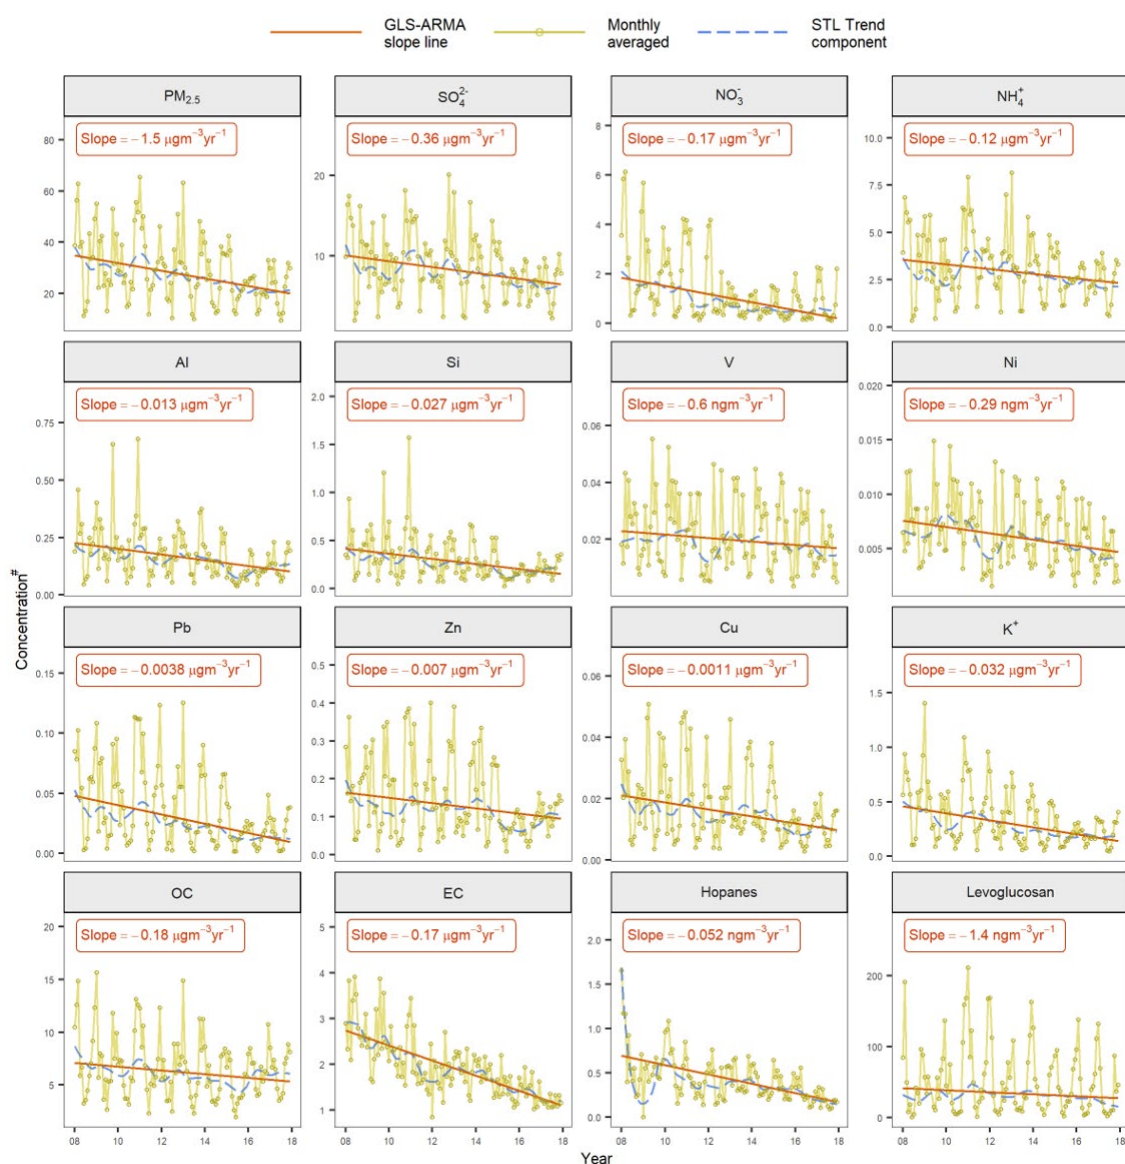 GLS-ARMA
slope line
Monthly
averaged
STL Trend
component
PM₂.₅ SO₄²⁻ NO₃⁻ NH₄⁺
Slope = −1.5 μgm⁻³yr⁻¹ Slope = −0.36 μgm⁻³yr⁻¹ Slope = −0.17 μgm⁻³yr⁻¹ Slope = −0.12 μgm⁻³yr⁻¹
80 60 40 20
20 10
8 6 4 2 0
10.0 7.5 5.0 2.5 0.0
Al Si V Ni
Slope = −0.013 μgm⁻³yr⁻¹ Slope = −0.027 μgm⁻³yr⁻¹ Slope = −0.6 ngm⁻³yr⁻¹ Slope = −0.29 ngm⁻³yr⁻¹
0.75 0.50 0.25 0.00
2.0 1.5 1.0 0.5 0.0
0.06 0.04 0.02 0.00
0.020 0.015 0.010 0.005
Concentration#
Pb Zn Cu K⁺
Slope = −0.0038 μgm⁻³yr⁻¹ Slope = −0.007 μgm⁻³yr⁻¹ Slope = −0.0011 μgm⁻³yr⁻¹ Slope = −0.032 μgm⁻³yr⁻¹
0.15 0.10 0.05 0.00
0.5 0.4 0.3 0.2 0.1 0.0
0.06 0.04 0.02 0.00
1.5 1.0 0.5 0.0
OC EC Hopanes Levoglucosan
Slope = −0.18 μgm⁻³yr⁻¹ Slope = −0.17 μgm⁻³yr⁻¹ Slope = −0.052 ngm⁻³yr⁻¹ Slope = −1.4 ngm⁻³yr⁻¹
20 15 10 5
5 4 3 2 1
2.0 1.5 1.0 0.5 0.0
200 100 0
08 10 12 14 16 18 08 10 12 14 16 18 08 10 12 14 16 18 08 10 12 14 16 18
Year